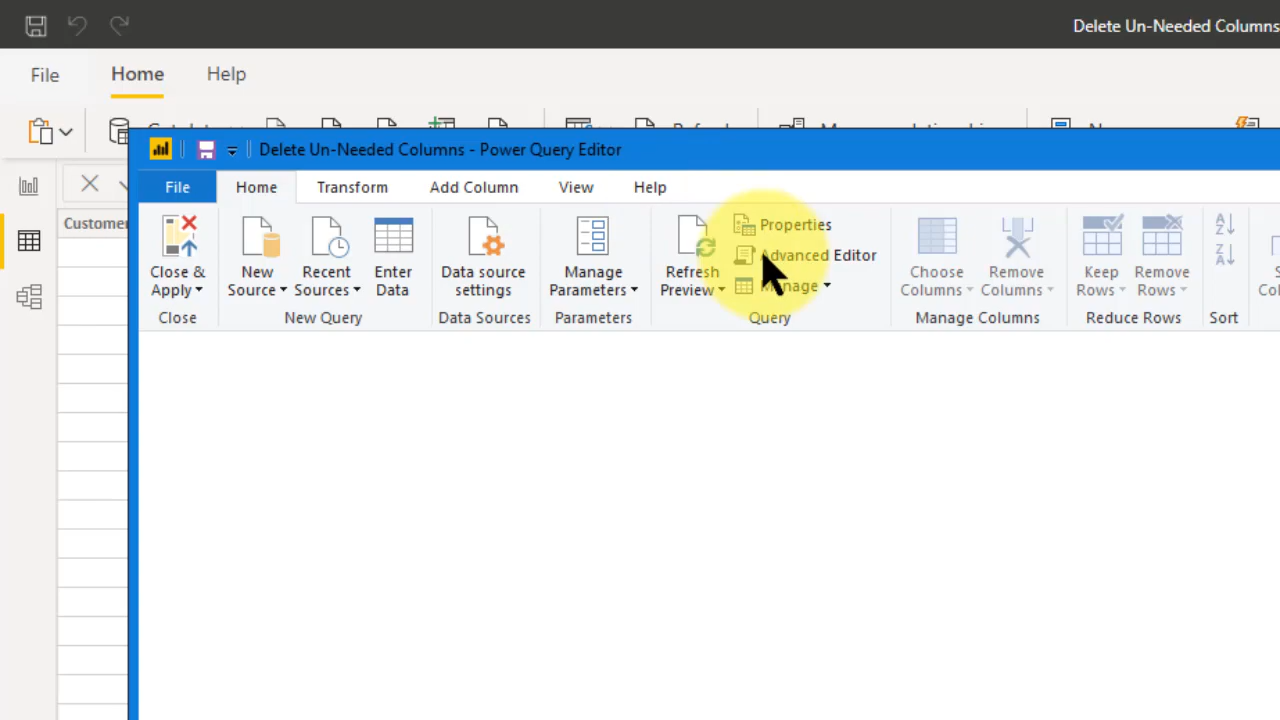 Delete Un-Needed Columns
File
Home
Help
Delete Un-Needed Columns - Power Query Editor
File
Home
Transform
Add Column
View
Help
Customer
Close &
Apply
Close
New
Source
Recent
Sources
Enter
Data
New Query
Data source
settings
Data Sources
Manage
Parameters
Parameters
Refresh
Preview
Properties
Advanced Editor
Manage
Query
Choose
Columns
Remove
Columns
Manage Columns
Keep
Rows
Remove
Rows
Reduce Rows
A
Z
Z
A
Sort